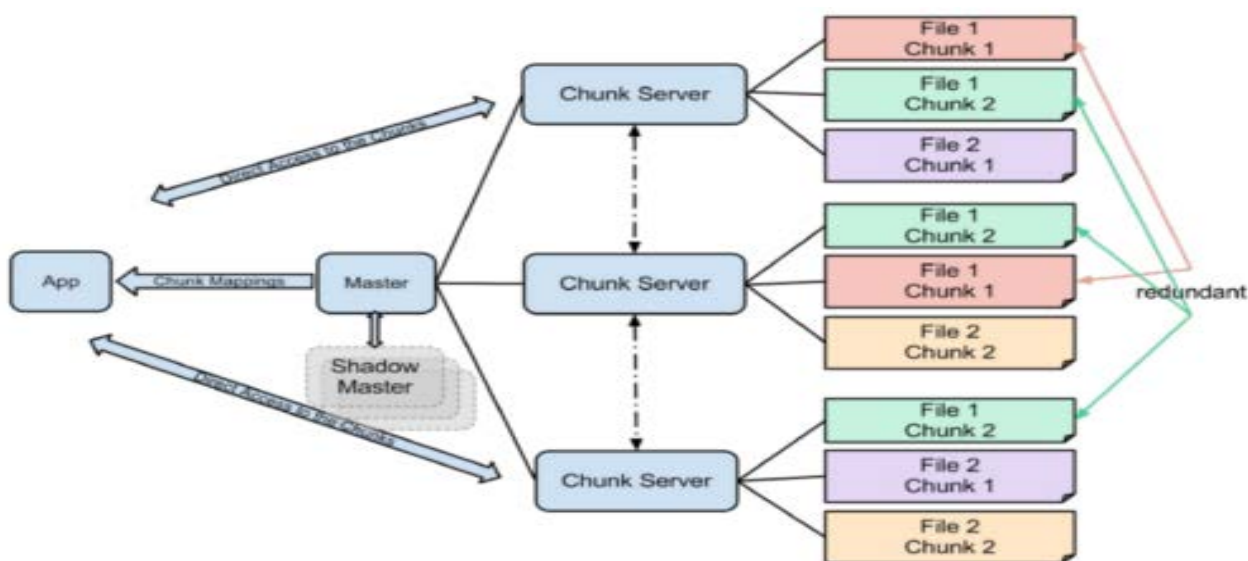 File 1
Chunk 1
File 1
Chunk 2
File 2
Chunk 1
Chunk Server
Direct Access to the Chunks
File 1
Chunk 2
File 1
Chunk 1
File 2
Chunk 2
redundant
Chunk Server
App
Chunk Mappings
Master
Shadow
Master
Direct Access to the Chunks
File 1
Chunk 2
File 2
Chunk 1
File 2
Chunk 2
Chunk Server